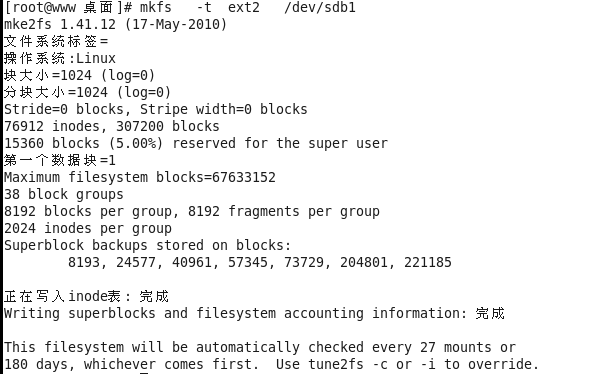 [root@www 桌面]# mkfs   -t  ext2   /dev/sdb1
mke2fs 1.41.12 (17-May-2010)
文件系统标签=
操作系统:Linux
块大小=1024 (log=0)
分块大小=1024 (log=0)
Stride=0 blocks, Stripe width=0 blocks
76912 inodes, 307200 blocks
15360 blocks (5.00%) reserved for the super user
第一个数据块=1
Maximum filesystem blocks=67633152
38 block groups
8192 blocks per group, 8192 fragments per group
2024 inodes per group
Superblock backups stored on blocks:
        8193, 24577, 40961, 57345, 73729, 204801, 221185
正在写入inode表: 完成
Writing superblocks and filesystem accounting information: 完成
This filesystem will be automatically checked every 27 mounts or
180 days, whichever comes first.  Use tune2fs -c or -i to override.